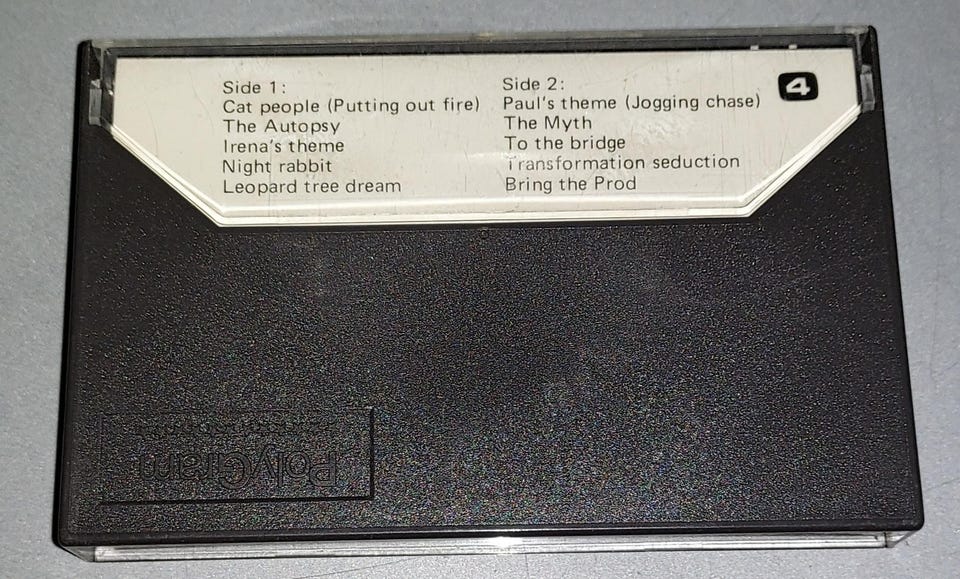 Side 1:
Cat people (Putting out fire)
The Autopsy
Irena's theme
Night rabbit
Leopard tree dream
Side 2:
Paul's theme (Jogging chase)
The Myth
To the bridge
Transformation seduction
Bring the Prod
4
PolyGram